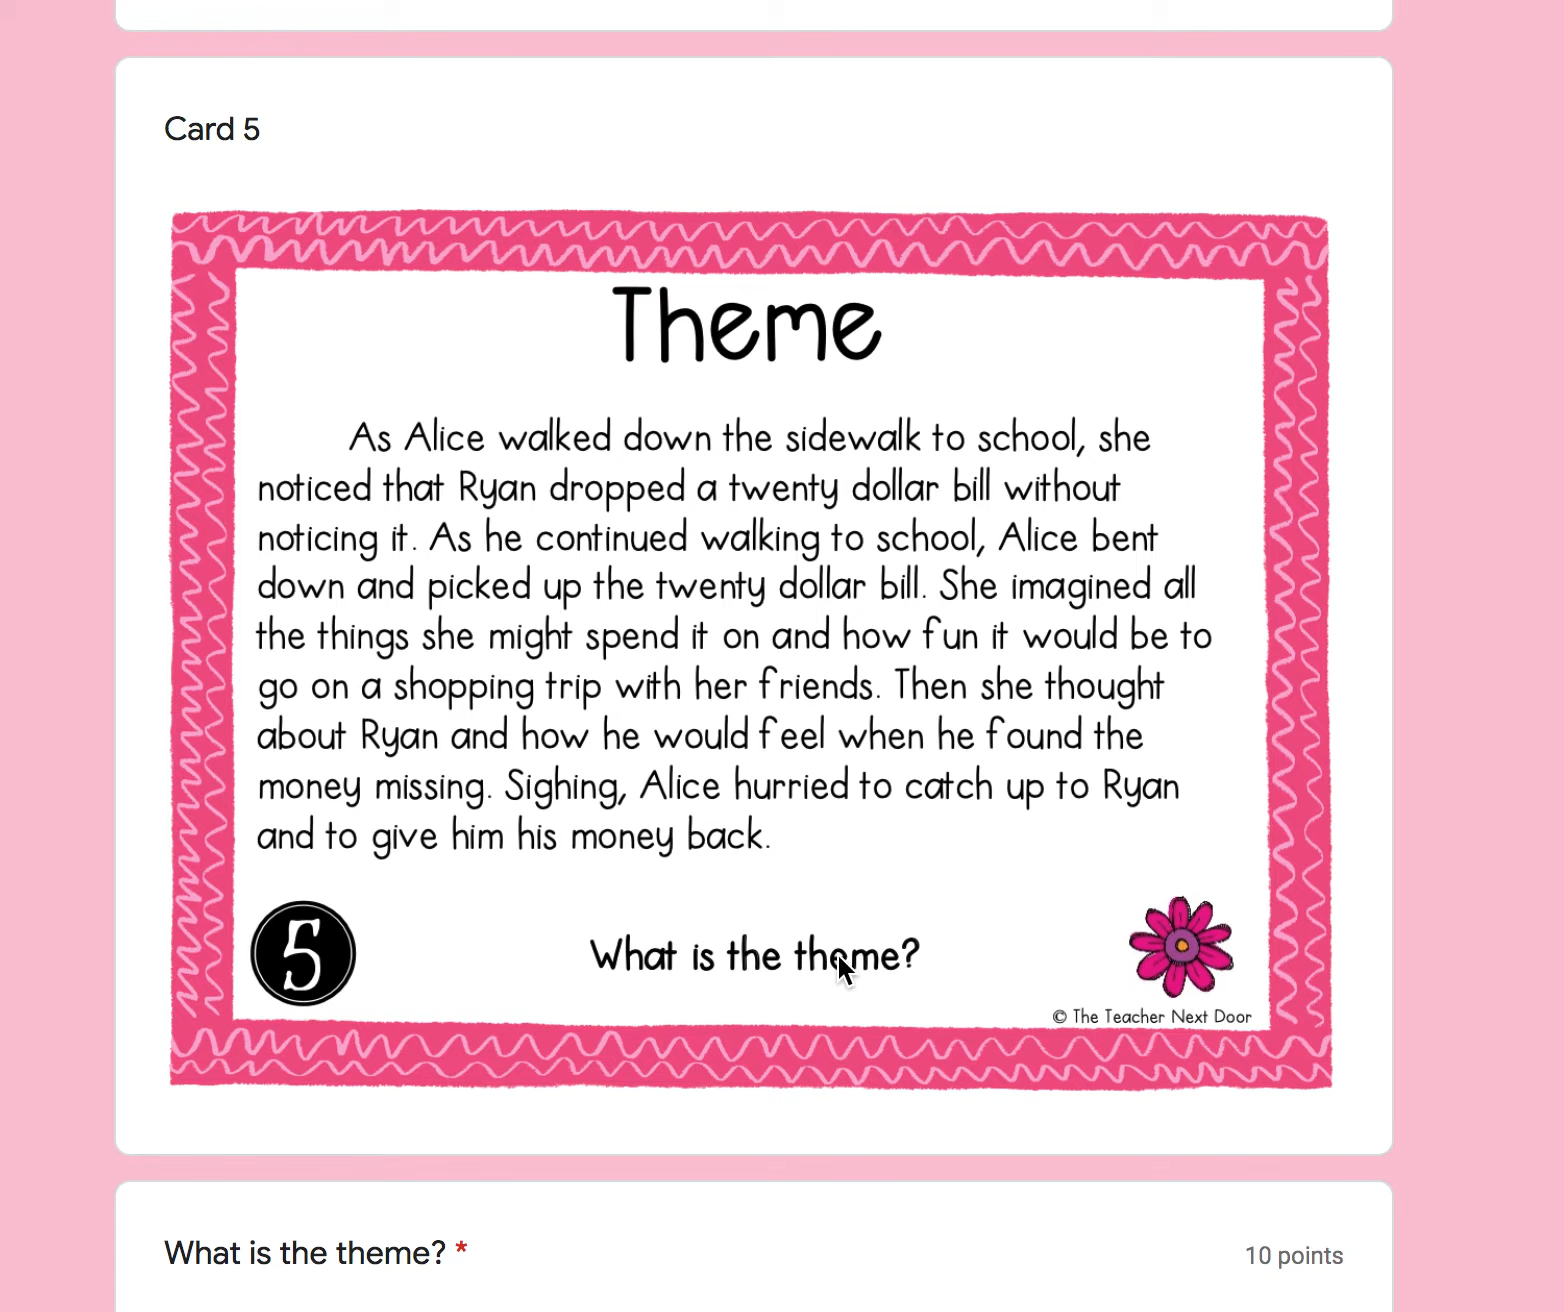 Card 5
Theme
As Alice walked down the sidewalk to school, she
noticed that Ryan dropped a twenty dollar bill without
noticing it. As he continued walking to school, Alice bent
down and picked up the twenty dollar bill. She imagined all
the things she might spend it on and how fun it would be to
go on a shopping trip with her friends. Then she thought
about Ryan and how he would feel when he found the
money missing. Sighing, Alice hurried to catch up to Ryan
and to give him his money back.
5
What is the theme?
© The Teacher Next Door
What is the theme? *
10 points